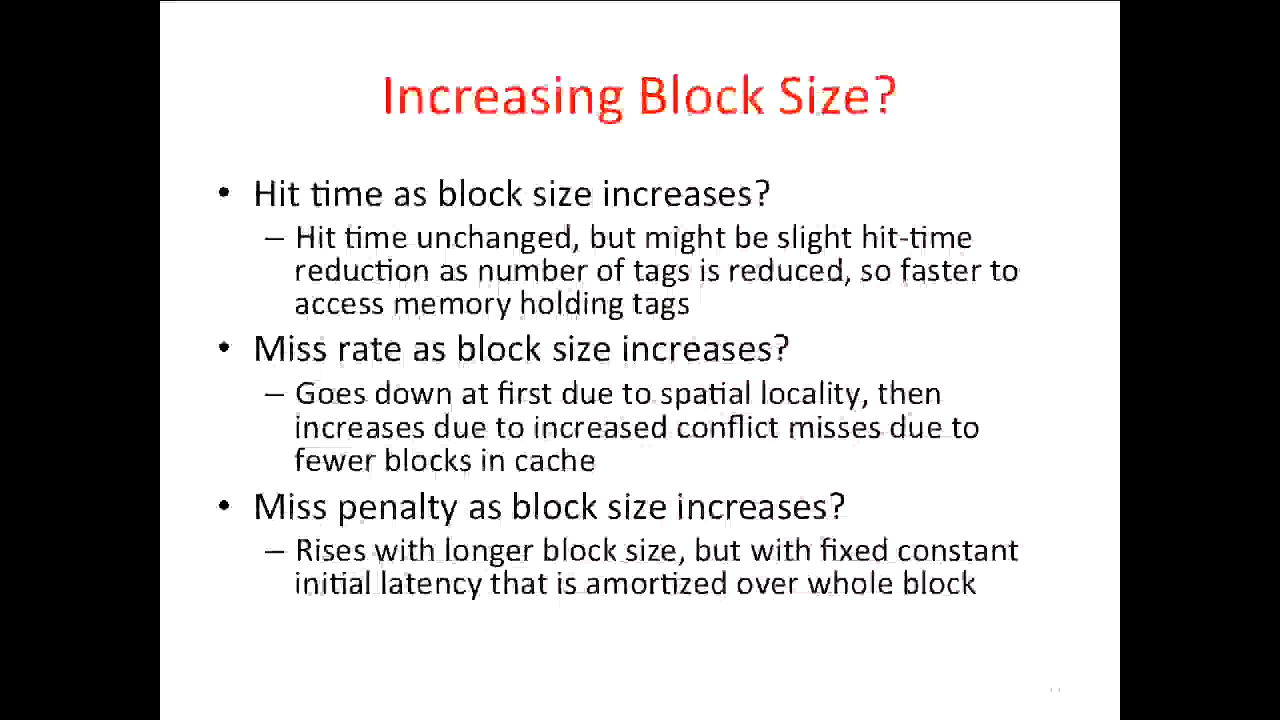 Increasing Block Size?
• Hit time as block size increases?
– Hit time unchanged, but might be slight hit-time
reduction as number of tags is reduced, so faster to
access memory holding tags
• Miss rate as block size increases?
– Goes down at first due to spatial locality, then
increases due to increased conflict misses due to
fewer blocks in cache
• Miss penalty as block size increases?
– Rises with longer block size, but with fixed constant
initial latency that is amortized over whole block